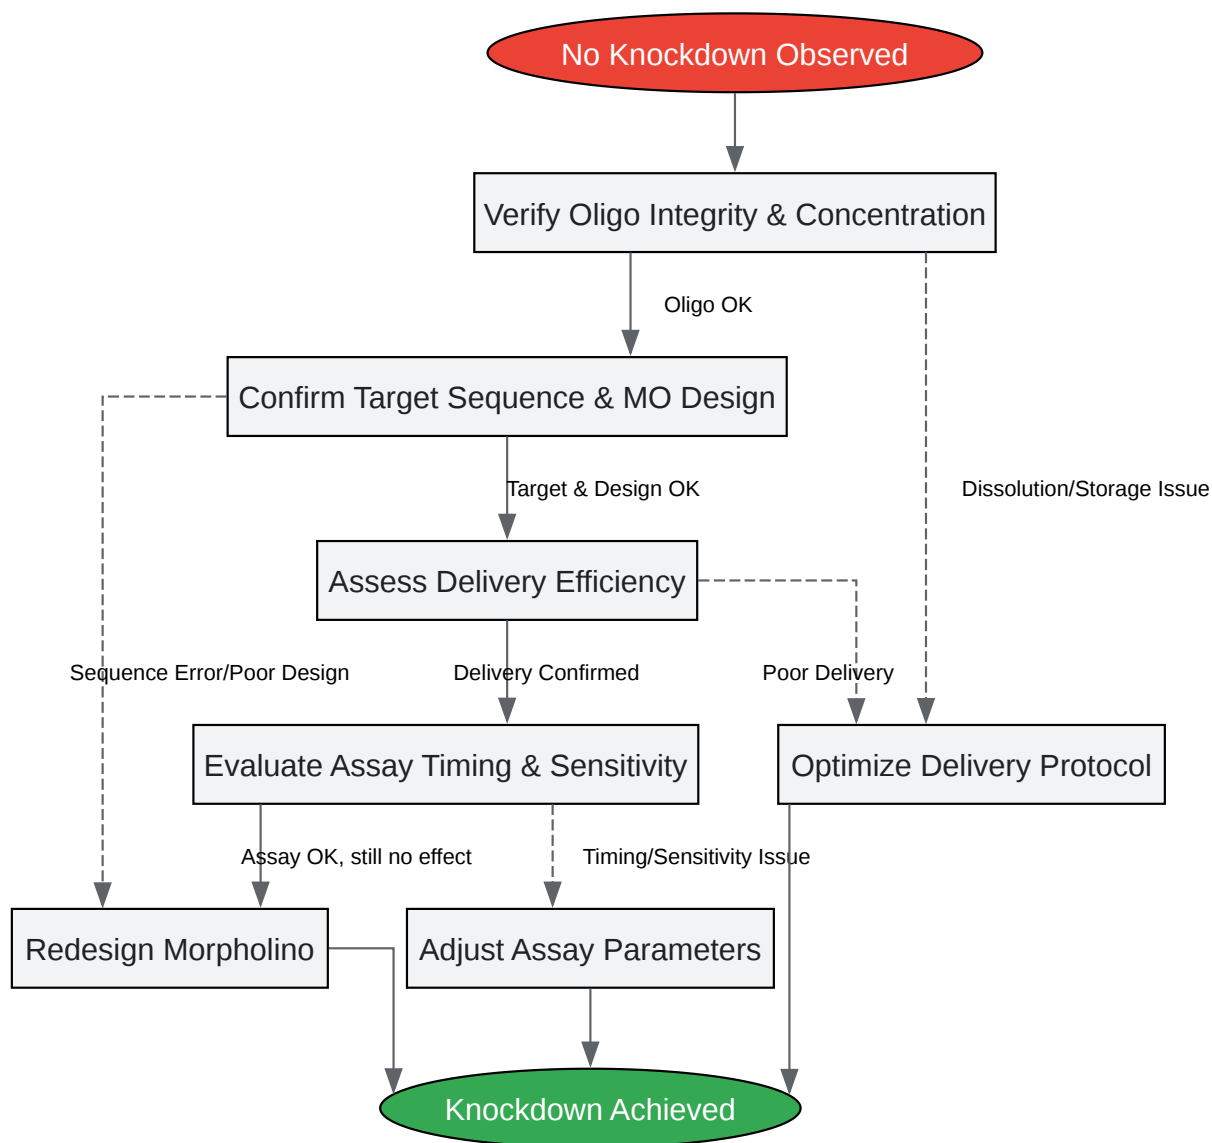 No Knockdown Observed
Verify Oligo Integrity & Concentration
Oligo OK
Confirm Target Sequence & MO Design
Target & Design OK
Dissolution/Storage Issue
Assess Delivery Efficiency
Sequence Error/Poor Design
Delivery Confirmed
Poor Delivery
Evaluate Assay Timing & Sensitivity
Optimize Delivery Protocol
Assay OK, still no effect
Timing/Sensitivity Issue
Redesign Morpholino
Adjust Assay Parameters
Knockdown Achieved